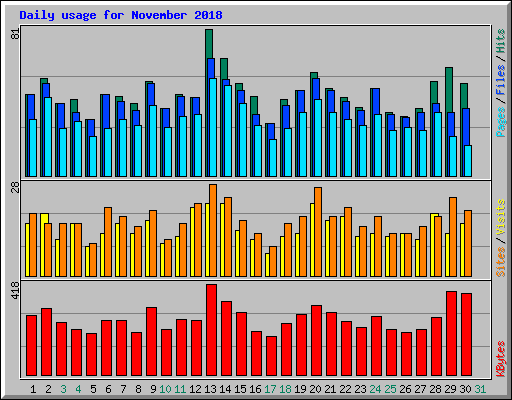 Daily usage for November 2018
81
Pages / Files / Hits
28
Sites / Visits
418
KBytes
1 2 3 4 5 6 7 8 9 10 11 12 13 14 15 16 17 18 19 20 21 22 23 24 25 26 27 28 29 30 31